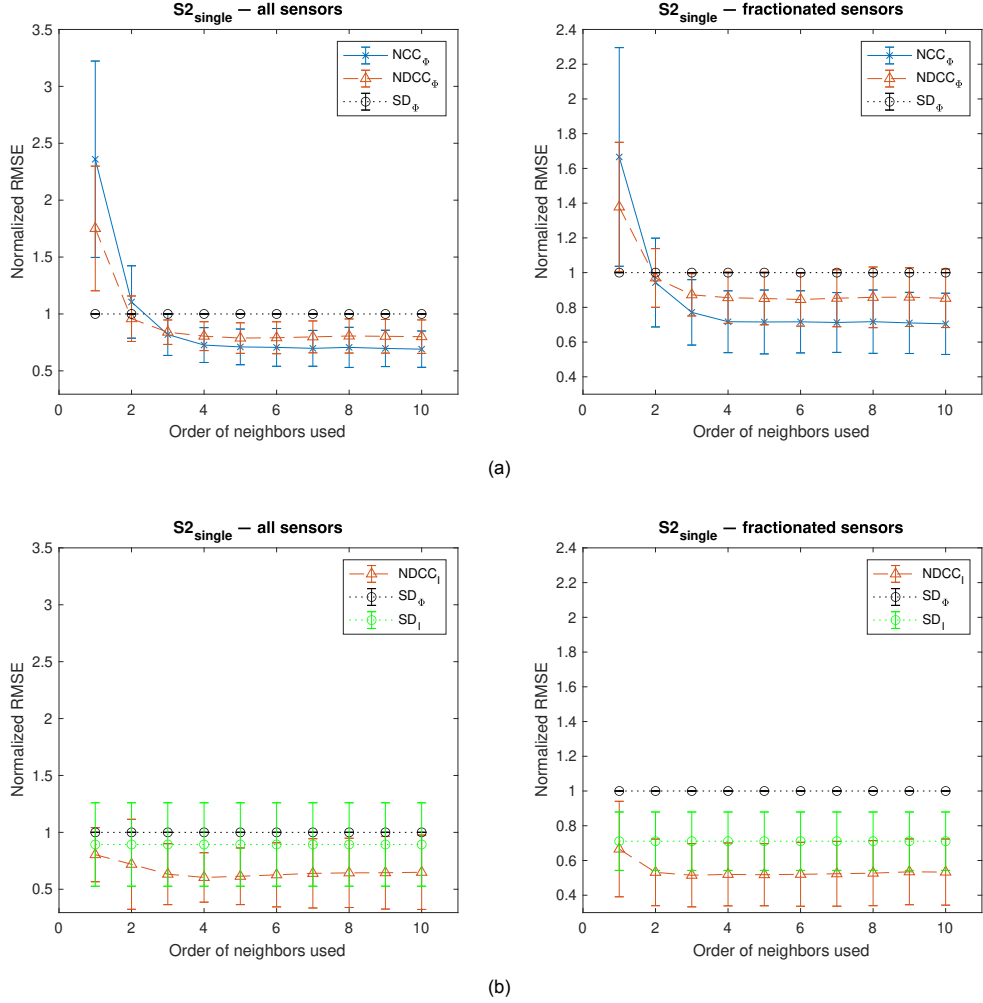 S2single — all sensors
3.5
3
2.5
2
1.5
1
0.5
Normalized RMSE
0 2 4 6 8 10
Order of neighbors used
NCCΦ
NDCCΦ
SDΦ
S2single — fractionated sensors
2.4
2.2
2
1.8
1.6
1.4
1.2
1
0.8
0.6
0.4
Normalized RMSE
0 2 4 6 8 10
Order of neighbors used
NCCΦ
NDCCΦ
SDΦ
(a)
S2single — all sensors
3.5
3
2.5
2
1.5
1
0.5
Normalized RMSE
0 2 4 6 8 10
Order of neighbors used
NDCCI
SDΦ
SDI
S2single — fractionated sensors
2.4
2.2
2
1.8
1.6
1.4
1.2
1
0.8
0.6
0.4
Normalized RMSE
0 2 4 6 8 10
Order of neighbors used
NDCCI
SDΦ
SDI
(b)